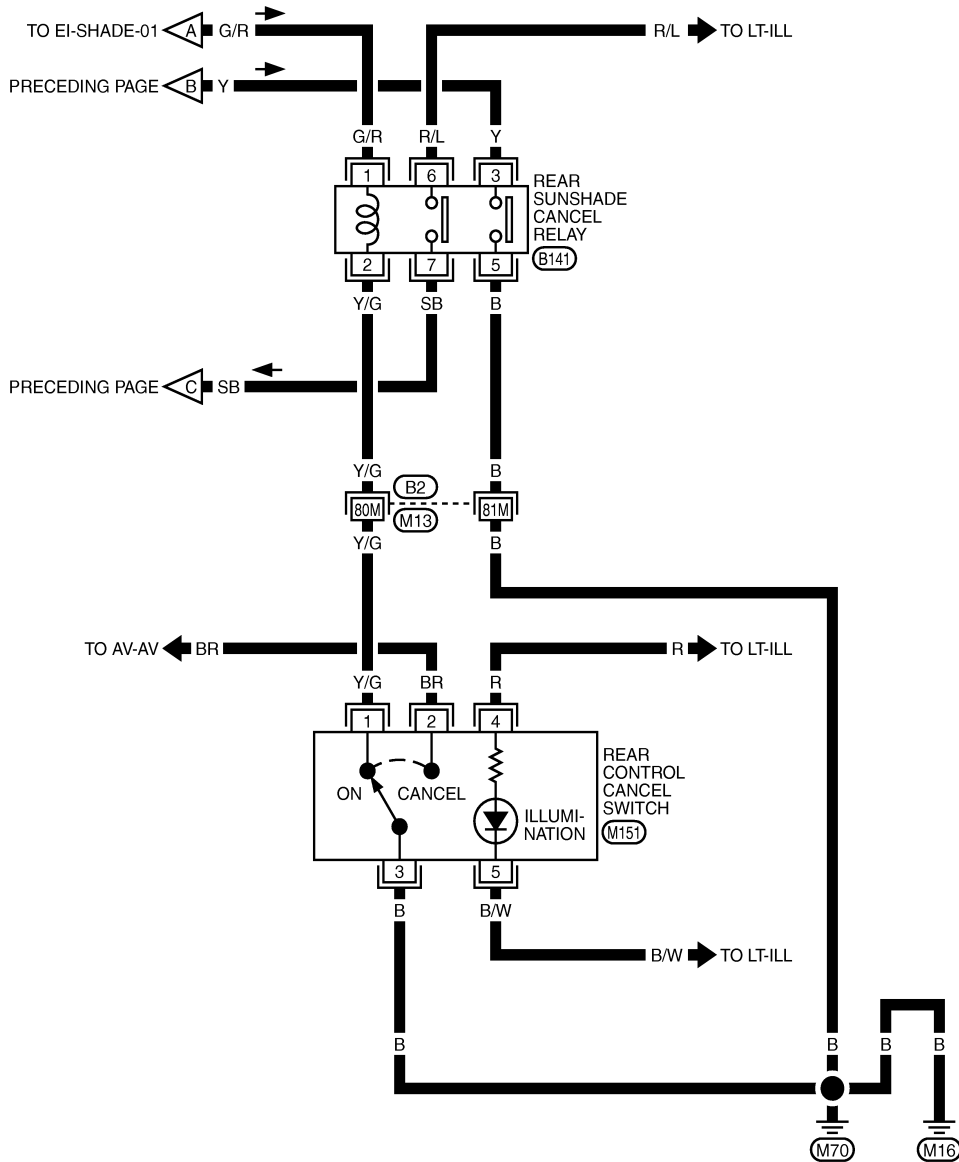 TO EI-SHADE-01 A G/R R/L TO LT-ILL
PRECEDING PAGE B Y
G/R R/L Y
1 6 3
REAR
SUNSHADE
CANCEL
RELAY
B141
2 7 5
Y/G SB B
PRECEDING PAGE C SB
Y/G B
B2
80M 81M
M13
Y/G B
TO AV-AV BR R TO LT-ILL
Y/G BR R
1 2 4
REAR
CONTROL
CANCEL
SWITCH
M151
ON CANCEL
ILLUMI-
NATION
3 5
B B/W
B/W TO LT-ILL
B B B B
M70 M16